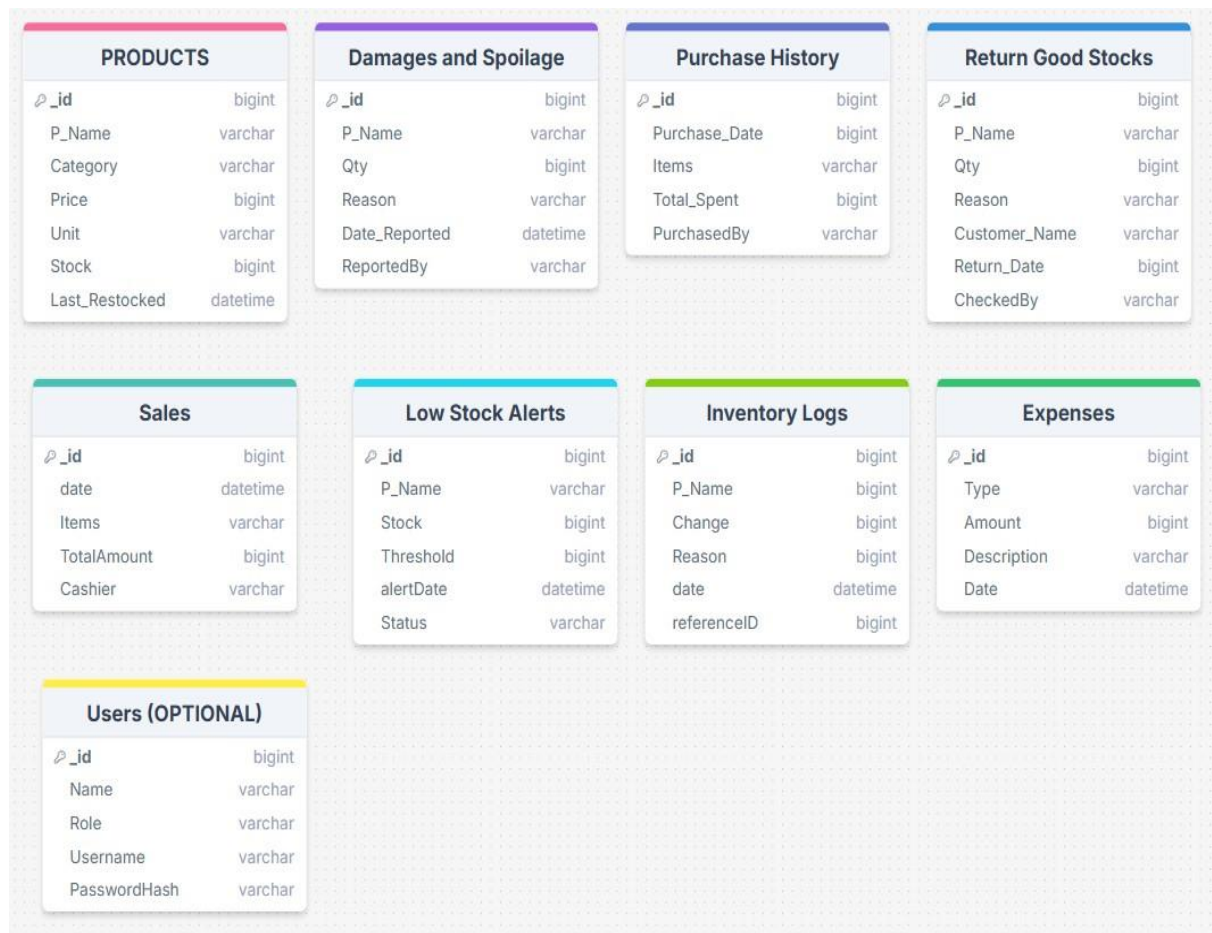 PRODUCTS
_id bigint
P_Name varchar
Category varchar
Price bigint
Unit varchar
Stock bigint
Last_Restocked datetime
Damages and Spoilage
_id bigint
P_Name varchar
Qty bigint
Reason varchar
Date_Reported datetime
ReportedBy varchar
Purchase History
_id bigint
Purchase_Date bigint
Items varchar
Total_Spent bigint
PurchasedBy varchar
Return Good Stocks
_id bigint
P_Name varchar
Qty bigint
Reason varchar
Customer_Name varchar
Return_Date bigint
CheckedBy varchar
Sales
_id bigint
date datetime
Items varchar
TotalAmount bigint
Cashier varchar
Low Stock Alerts
_id bigint
P_Name varchar
Stock bigint
Threshold bigint
alertDate datetime
Status varchar
Inventory Logs
_id bigint
P_Name bigint
Change bigint
Reason bigint
date datetime
referenceID bigint
Expenses
_id bigint
Type varchar
Amount bigint
Description varchar
Date datetime
Users (OPTIONAL)
_id bigint
Name varchar
Role varchar
Username varchar
PasswordHash varchar